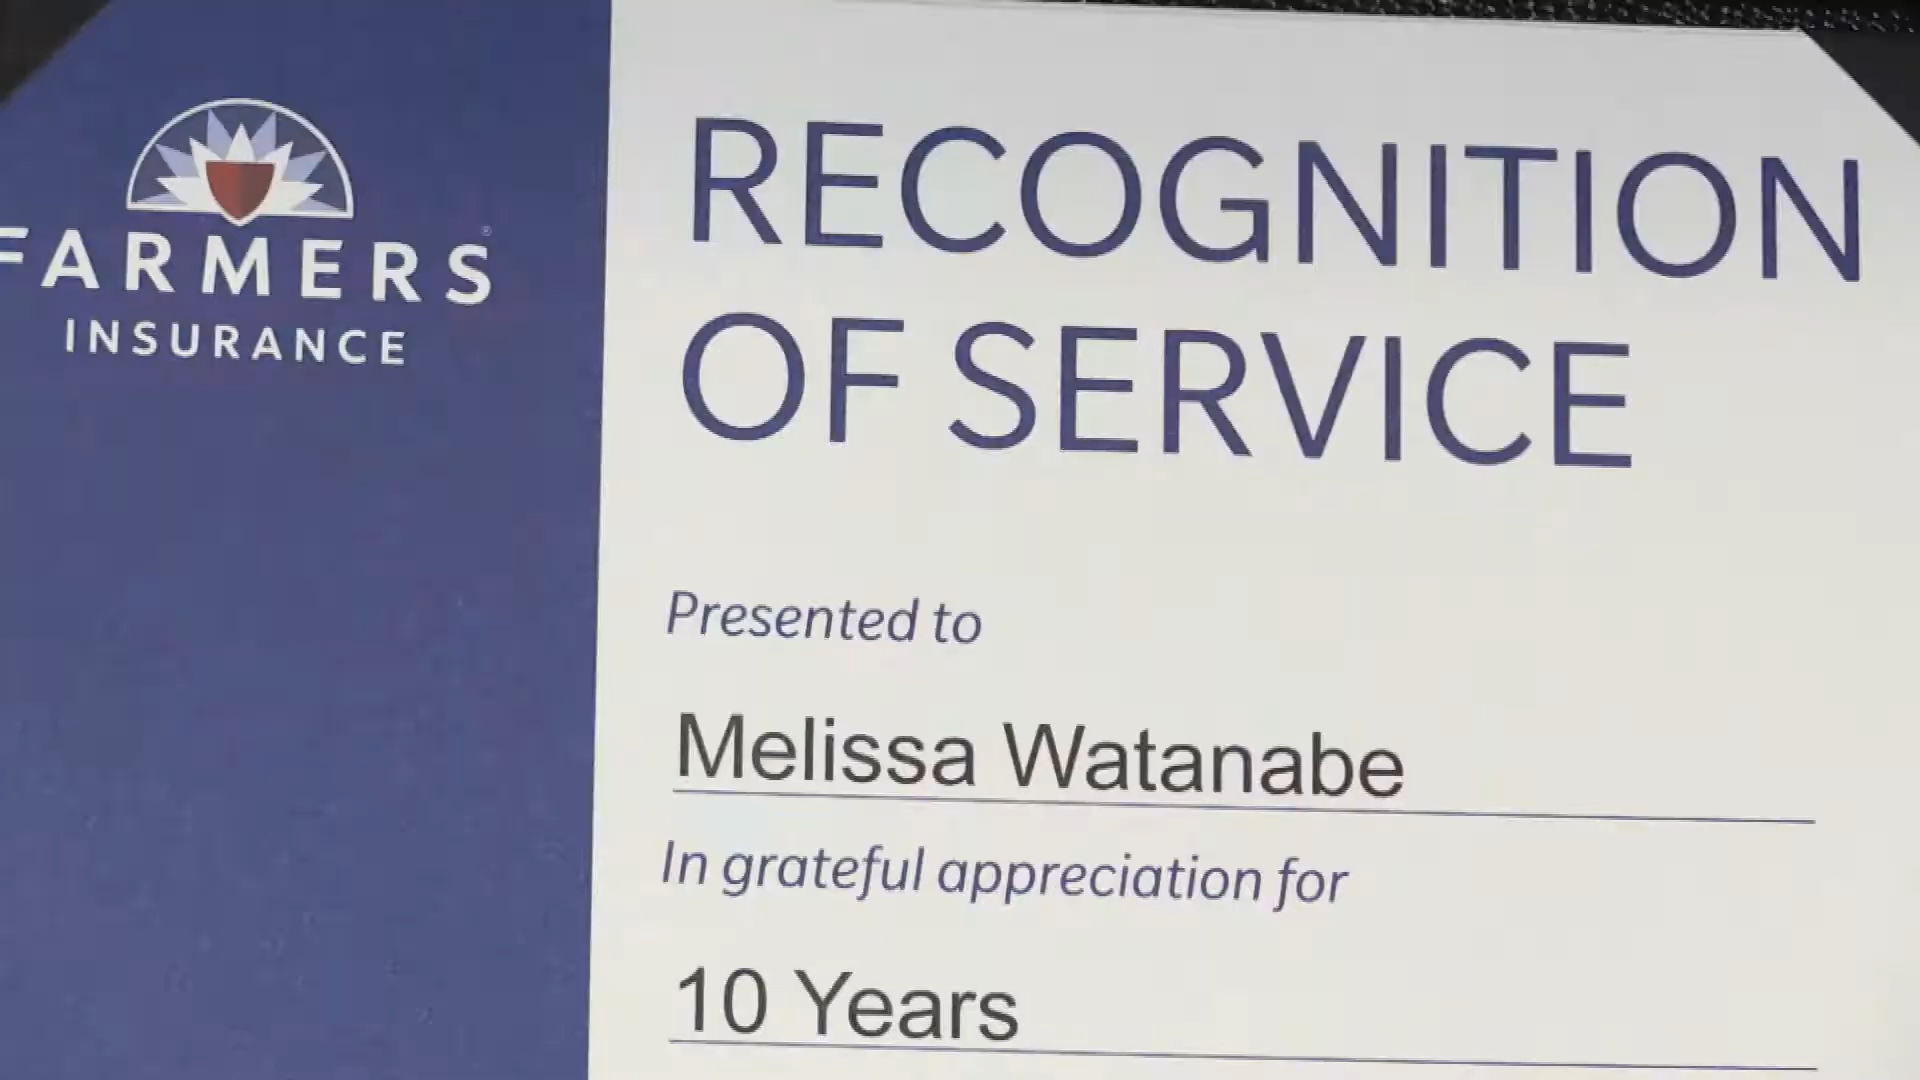 FARMERS®
INSURANCE
RECOGNITION
OF SERVICE
Presented to
Melissa Watanabe
In grateful appreciation for
10 Years